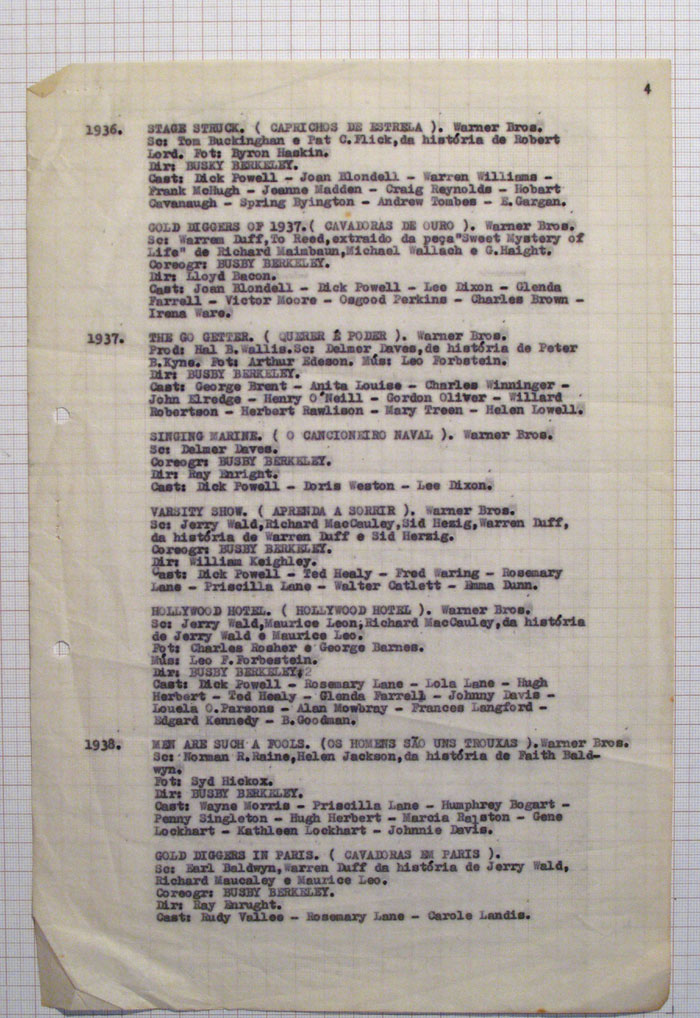 4
1936. STAGE STRUCK. ( CAPRICHOS DE ESTRELA ). Warner Bros.
Sc: Tom Buckinghan e Pat C.Flick,da história de Robert
Lord. Fot: Byron Haskin.
Dir: BUSKY BERKELEY.
Cast: Dick Powell - Joan Blondell - Warren Williams -
Frank McHugh - Jeanne Madden - Craig Reynolds - Hobart
Cavanaugh - Spring Byington - Andrew Tombes - E.Gargan.
GOLD DIGGERS OF 1937.( CAVADORAS DE OURO ). Warner Bros.
Sc: Warren Duff,To Reed,extraido da peça"Sweet Mystery of
Life" de Richard Maimbaun,Michael Wallach e G.Haight.
Coreogr: BUSBY BERKELEY.
Dir: Lloyd Bacon.
Cast: Joan Blondell - Dick Powell - Lee Dixon - Glenda
Farrell - Victor Moore - Osgood Perkins - Charles Brown -
Irena Ware.
1937. THE GO GETTER. ( QUERER É PODER ). Warner Bros.
Prod: Hal B.Wallis.Sc: Delmer Daves,de história de Peter
B.Kyne. Fot: Arthur Edeson. Mús: Leo Forbstein.
Dir: BUSBY BERKELEY.
Cast: George Brent - Anita Louise - Charles Winninger -
John Elredge - Henry O'Neill - Gordon Oliver - Willard
Robertson - Herbert Rawlison - Mary Treen - Helen Lowell.
SINGING MARINE. ( O CANCIONEIRO NAVAL ). Warner Bros.
Sc: Delmer Daves.
Coreogr: BUSBY BERKELEY.
Dir: Ray Enright.
Cast: Dick Powell - Doris Weston - Lee Dixon.
VARSITY SHOW. ( APRENDA A SORRIR ). Warner Bros.
Sc: Jerry Wald,Richard MacCauley,Sid Hezig,Warren Duff,
da história de Warren Duff e Sid Herzig.
Coreogr: BUSBY BERKELEY.
Dir: William Keighley.
Cast: Dick Powell - Ted Healy - Fred Waring - Rosemary
Lane - Priscilla Lane - Walter Catlett - Emma Dunn.
HOLLYWOOD HOTEL. ( HOLLYWOOD HOTEL ). Warner Bros.
Sc: Jerry Wald,Maurice Leon,Richard MacCauley,da história
de Jerry Wald e Maurice Leo.
Fot: Charles Rosher e George Barnes.
Mús: Leo F.Forbestein.
Dir: BUSBY BERKELEY.
Cast: Dick Powell - Rosemary Lane - Lola Lane - Hugh
Herbert - Ted Healy - Glenda Farrell - Johnny Davis -
Louela O.Parsons - Alan Mowbray - Frances Langford -
Edgard Kennedy - B.Goodman.
1938. MEN ARE SUCH A FOOLS. (OS HOMENS SÃO UNS TROUXAS ).Warner Bros.
Sc: Norman R.Raine,Helen Jackson,da história de Faith Bald-
wyn.
Fot: Syd Hickox.
Dir: BUSBY BERKELEY.
Cast: Wayne Morris - Priscilla Lane - Humphrey Bogart -
Penny Singleton - Hugh Herbert - Marcia Ralston - Gene
Lockhart - Kathleen Lockhart - Johnnie Davis.
GOLD DIGGERS IN PARIS. ( CAVADORAS EM PARIS ).
Sc: Earl Baldwyn,Warren Duff da história de Jerry Wald,
Richard Maucaley e Maurice Leo.
Coreogr: BUSBY BERKELEY.
Dir: Ray Enrught.
Cast: Rudy Vallee - Rosemary Lane - Carole Landis.